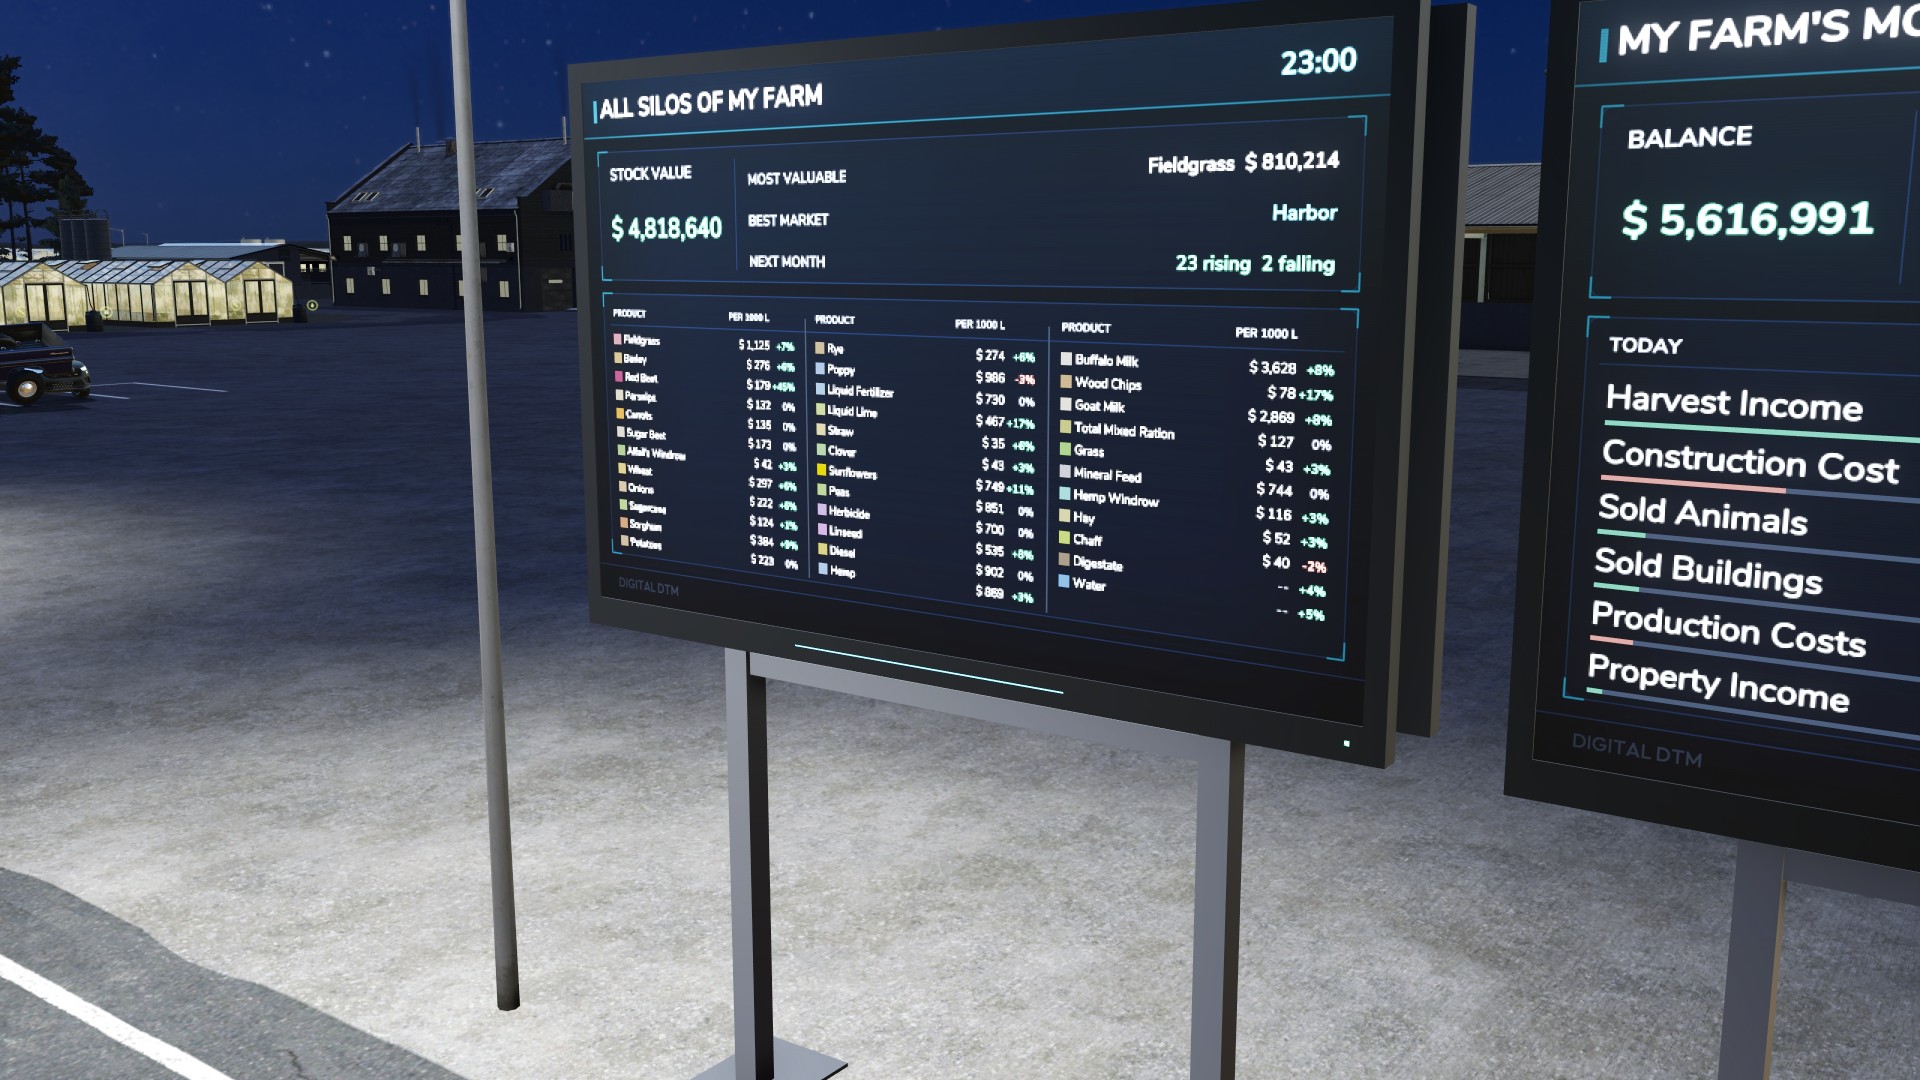 ALL SILOS OF MY FARM
23:00
STOCK VALUE
$ 4,818,640
MOST VALUABLE Fieldgrass $ 810,214
BEST MARKET Harbor
NEXT MONTH 23 rising 2 falling
PRODUCT PER 1000 L
Fieldgrass $ 1,125 +7%
Barley $ 276 +6%
Red Beet $ 179 +45%
Parsnips $ 132 0%
Carrots $ 135 0%
Sugar Beet $ 173 0%
Alfalfa Windrow $ 42 +3%
Wheat $ 297 +6%
Onions $ 222
Sugarcane $ 124 +1%
Sorghum $ 384 +9%
Potatoes $ 223 0%
PRODUCT PER 1000 L
Rye $ 274 +6%
Poppy $ 986 -3%
Liquid Fertilizer $ 730 0%
Liquid Lime $ 467 +17%
Straw $ 35 +6%
Clover $ 43 +3%
Sunflowers $ 749 +11%
Peas $ 851 0%
Herbicide $ 700 0%
Linseed $ 535 +8%
Diesel $ 902 0%
Hemp $ 869 +3%
PRODUCT PER 1000 L
Buffalo Milk $ 3,628 +8%
Wood Chips $ 78 +17%
Goat Milk $ 2,869 +8%
Total Mixed Ration $ 127 0%
Grass $ 43 +3%
Mineral Feed $ 744 0%
Hemp Windrow $ 116 +3%
Hay $ 52 +3%
Chaff $ 40 -2%
Digestate -- +4%
Water -- +5%
DIGITAL DTM
MY FARM'S MO
BALANCE
$ 5,616,991
TODAY
Harvest Income
Construction Cost
Sold Animals
Sold Buildings
Production Costs
Property Income
DIGITAL DTM